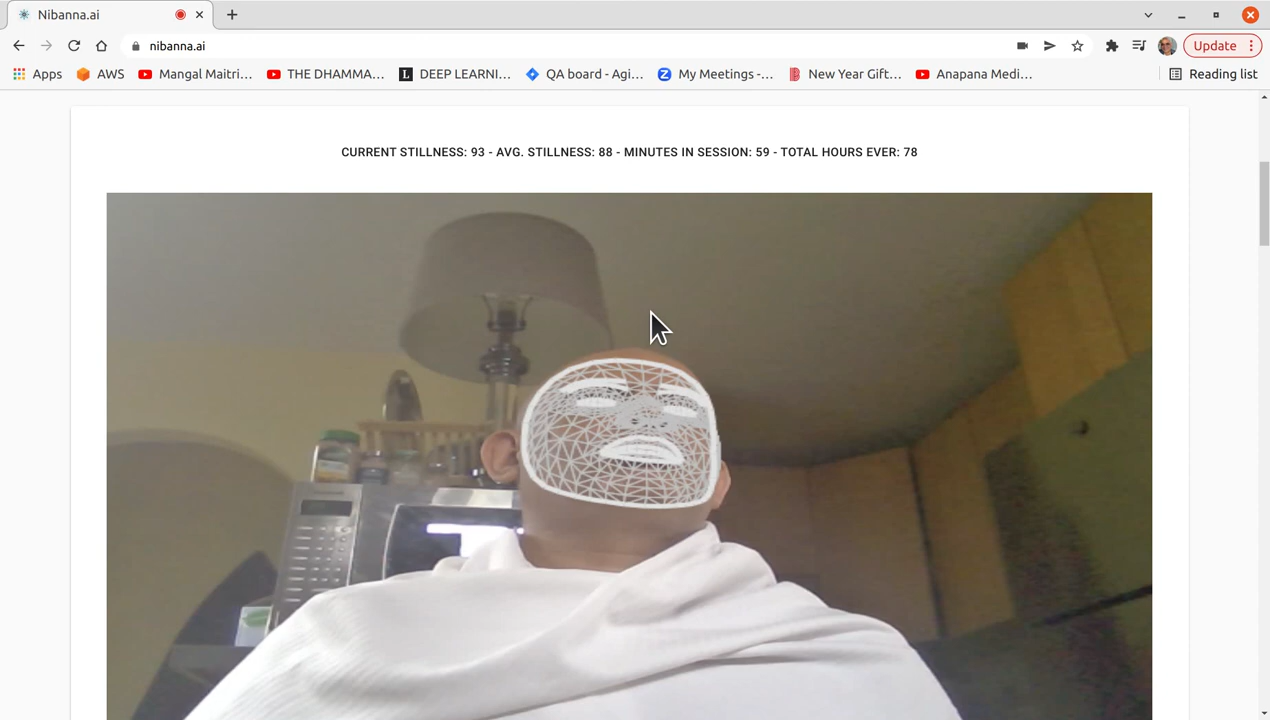 Nibanna.ai
nibanna.ai
Update
Apps
AWS
Mangal Maitri...
THE DHAMMA...
L
DEEP LEARNI...
QA board - Agi...
Z
My Meetings -...
B
New Year Gift...
Anapana Medi...
Reading list
CURRENT STILLNESS: 93 - AVG. STILLNESS: 88 - MINUTES IN SESSION: 59 - TOTAL HOURS EVER: 78